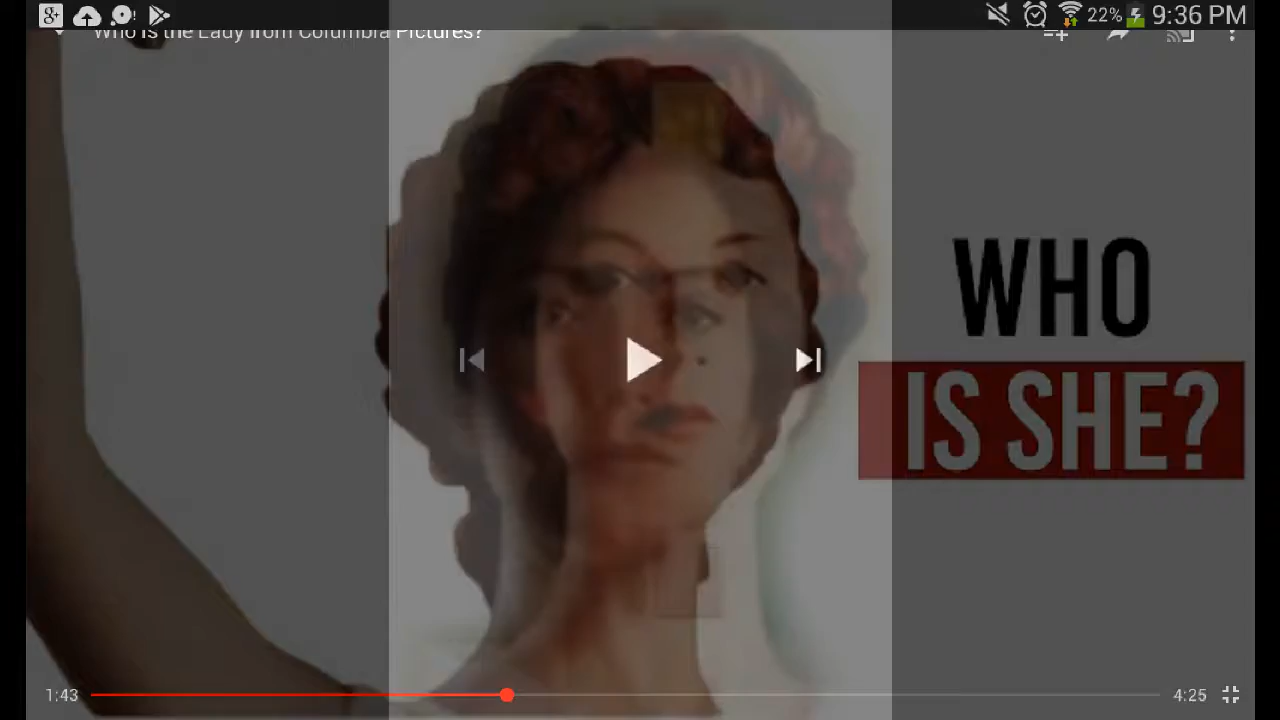 22% 9:36 PM
Who Is the Lady from Columbia Pictures?
WHO
IS SHE?
1:43
4:25